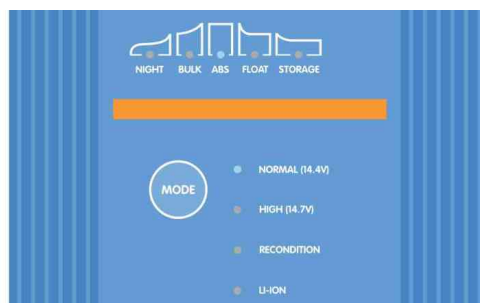 NIGHT BULK ABS FLOAT STORAGE
MODE
NORMAL (14.4V)
HIGH (14.7V)
RECONDITION
LI-ION